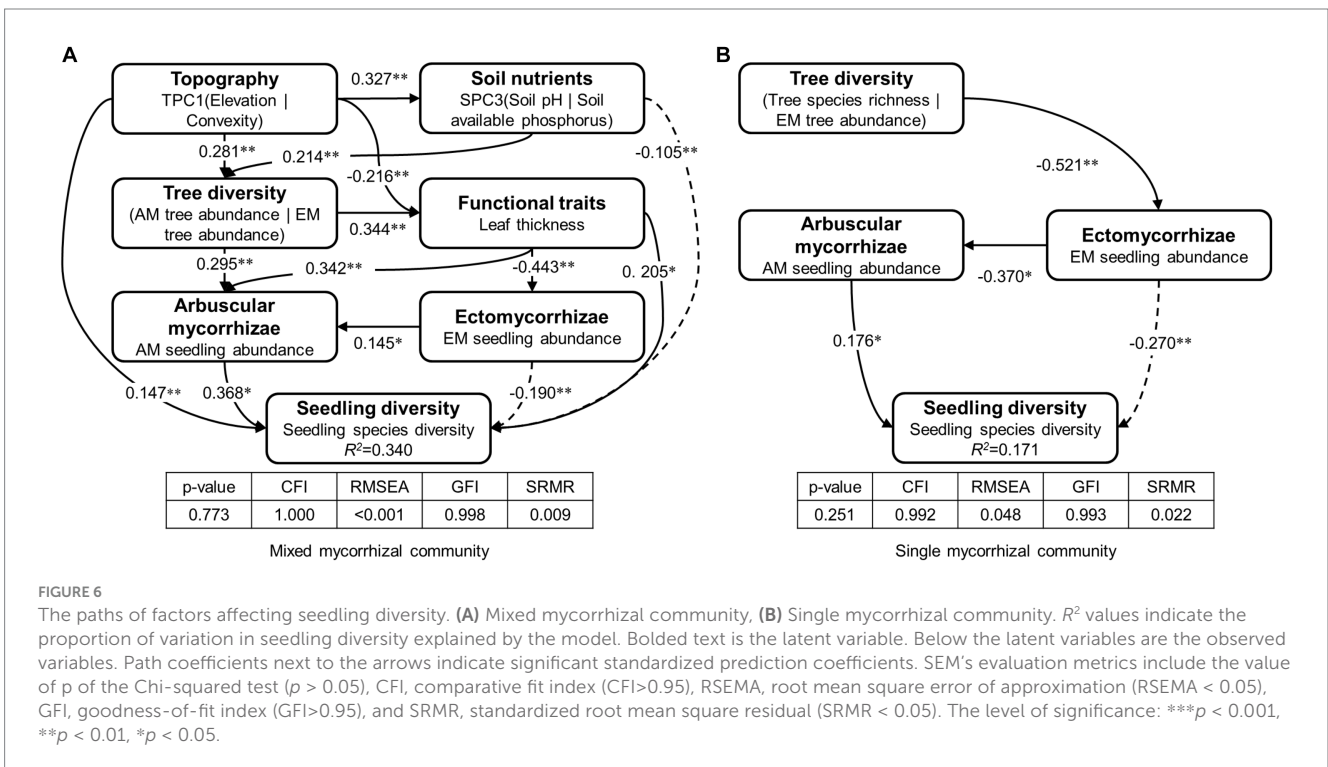 A
B
Topography
TPC1(Elevation |
Convexity)
0.327**
Soil nutrients
SPC3(Soil pH | Soil
available phosphorus)
Tree diversity
(Tree species richness |
EM tree abundance)
0.281**
0.214**
-0.216**
-0.105**
-0.521**
Tree diversity
(AM tree abundance | EM
tree abundance)
0.344**
Functional traits
Leaf thickness
Arbuscular
mycorrhizae
AM seedling abundance
-0.370*
Ectomycorrhizae
EM seedling abundance
0.295**
0.342**
-0.443**
0. 205*
Arbuscular
mycorrhizae
AM seedling abundance
0.145*
Ectomycorrhizae
EM seedling abundance
0.176*
-0.270**
0.147**
0.368*
-0.190**
Seedling diversity
Seedling species diversity
R²=0.340
Seedling diversity
Seedling species diversity
R²=0.171
p-value CFI RMSEA GFI SRMR
0.773 1.000 <0.001 0.998 0.009
Mixed mycorrhizal community
p-value CFI RMSEA GFI SRMR
0.251 0.992 0.048 0.993 0.022
Single mycorrhizal community
FIGURE 6
The paths of factors affecting seedling diversity. (A) Mixed mycorrhizal community, (B) Single mycorrhizal community. R² values indicate the
proportion of variation in seedling diversity explained by the model. Bolded text is the latent variable. Below the latent variables are the observed
variables. Path coefficients next to the arrows indicate significant standardized prediction coefficients. SEM's evaluation metrics include the value
of p of the Chi-squared test (p > 0.05), CFI, comparative fit index (CFI>0.95), RSEMA, root mean square error of approximation (RSEMA < 0.05),
GFI, goodness-of-fit index (GFI>0.95), and SRMR, standardized root mean square residual (SRMR < 0.05). The level of significance: ***p < 0.001,
**p < 0.01, *p < 0.05.